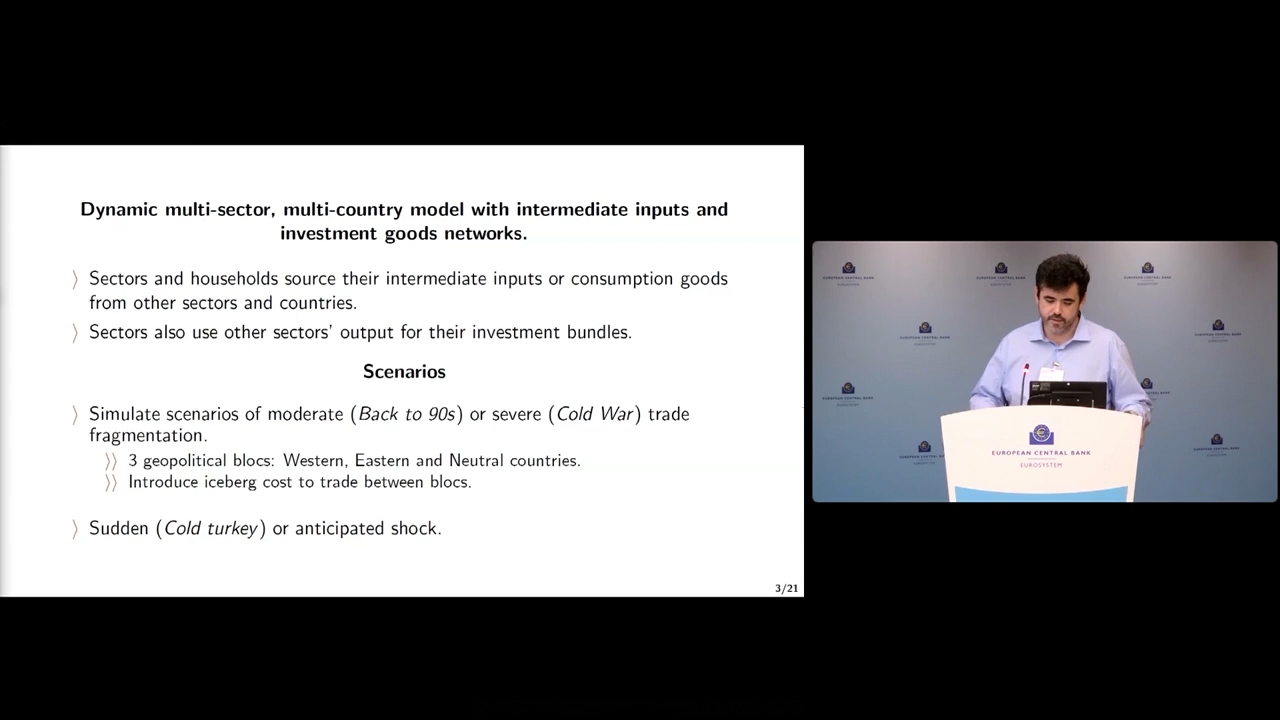 Dynamic multi-sector, multi-country model with intermediate inputs and
investment goods networks.
⟩ Sectors and households source their intermediate inputs or consumption goods
from other sectors and countries.
⟩ Sectors also use other sectors' output for their investment bundles.
Scenarios
⟩ Simulate scenarios of moderate (Back to 90s) or severe (Cold War) trade
fragmentation.
⟩⟩ 3 geopolitical blocs: Western, Eastern and Neutral countries.
⟩⟩ Introduce iceberg cost to trade between blocs.
⟩ Sudden (Cold turkey) or anticipated shock.
3/21
EUROPEAN CENTRAL BANK
EUROSYSTEM